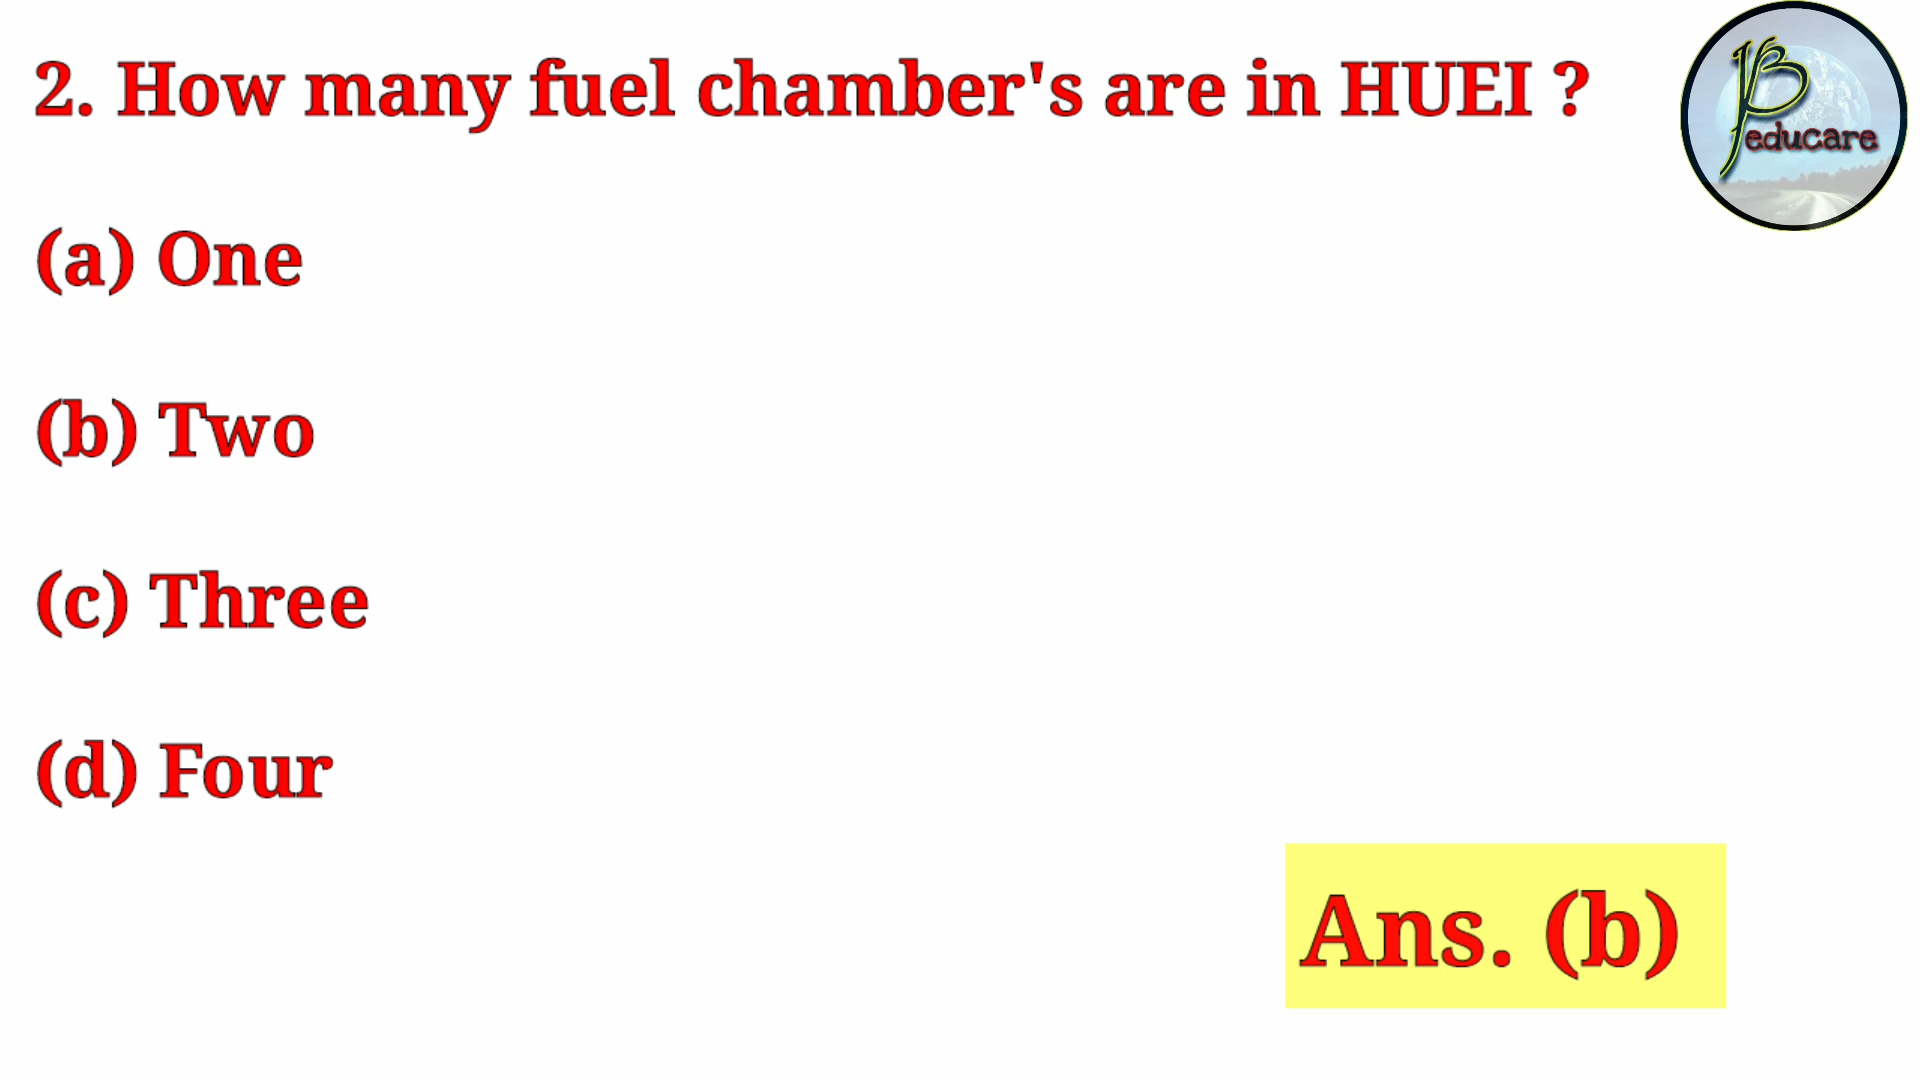 2. How many fuel chamber's are in HUEI ?
educare
(a) One
(b) Two
(c) Three
(d) Four
Ans. (b)